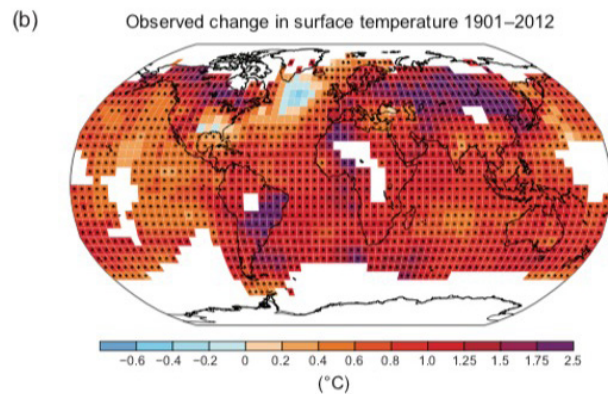 (b)
Observed change in surface temperature 1901–2012
−0.6 −0.4 −0.2 0 0.2 0.4 0.6 0.8 1.0 1.25 1.5 1.75 2.5
(°C)